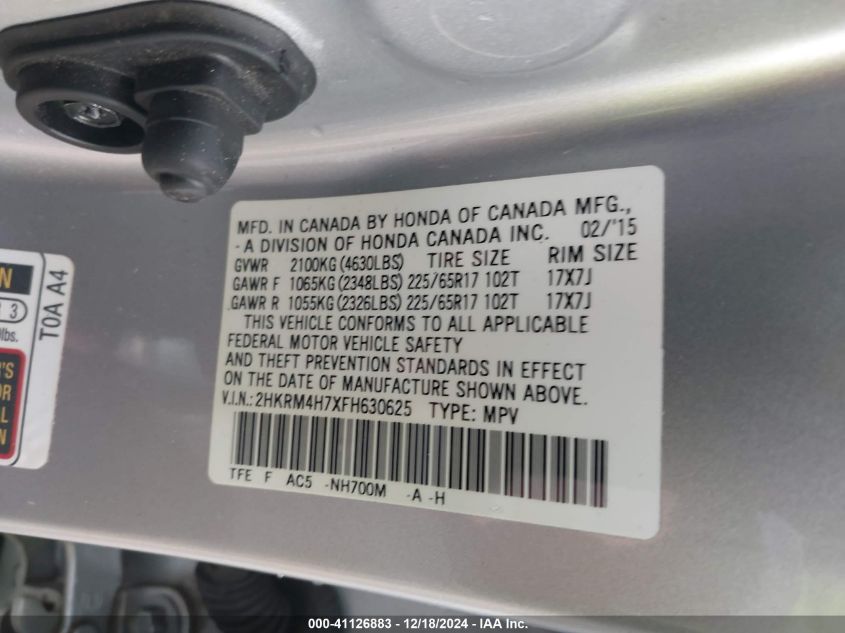 MFD. IN CANADA BY HONDA OF CANADA MFG.,
- A DIVISION OF HONDA CANADA INC. 02/'15
GVWR 2100KG (4630LBS) TIRE SIZE RIM SIZE
GAWR F 1065KG (2348LBS) 225/65R17 102T 17X7J
GAWR R 1055KG (2326LBS) 225/65R17 102T 17X7J
THIS VEHICLE CONFORMS TO ALL APPLICABLE
FEDERAL MOTOR VEHICLE SAFETY
AND THEFT PREVENTION STANDARDS IN EFFECT
ON THE DATE OF MANUFACTURE SHOWN ABOVE.
V.I.N.: 2HKRM4H7XFH630625 TYPE: MPV
TFE F AC5 -NH700M -A -H
N
3
lbs.
'S
OR
L
N
T0A A4
000-41126883 - 12/18/2024 - IAA Inc.